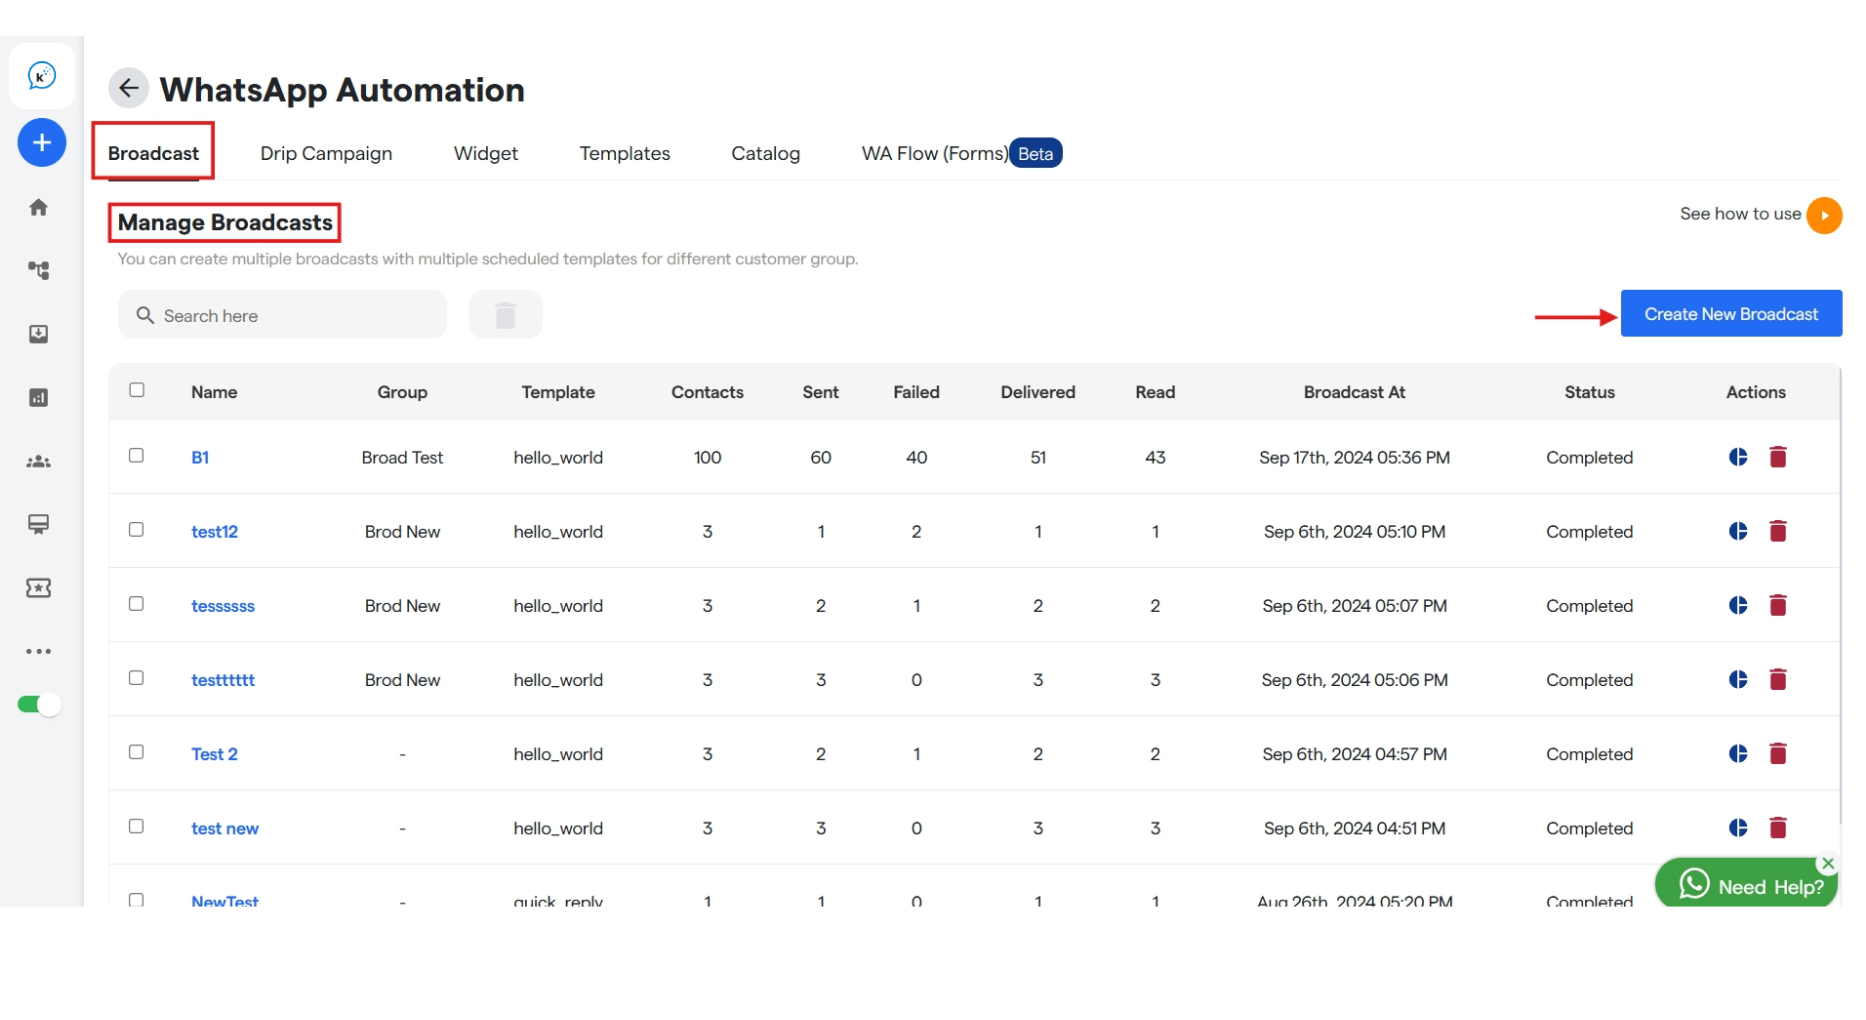 k
WhatsApp Automation
Broadcast Drip Campaign Widget Templates Catalog WA Flow (Forms) Beta
Manage Broadcasts
See how to use
You can create multiple broadcasts with multiple scheduled templates for different customer group.
Search here
Create New Broadcast
Name Group Template Contacts Sent Failed Delivered Read Broadcast At Status Actions
B1 Broad Test hello_world 100 60 40 51 43 Sep 17th, 2024 05:36 PM Completed
test12 Brod New hello_world 3 1 2 1 1 Sep 6th, 2024 05:10 PM Completed
tessssss Brod New hello_world 3 2 1 2 2 Sep 6th, 2024 05:07 PM Completed
testttttt Brod New hello_world 3 3 0 3 3 Sep 6th, 2024 05:06 PM Completed
Test 2 - hello_world 3 2 1 2 2 Sep 6th, 2024 04:57 PM Completed
test new - hello_world 3 3 0 3 3 Sep 6th, 2024 04:51 PM Completed
NewTest - quick_reply 1 1 0 1 1 Aug 26th, 2024 05:20 PM Completed
Need Help?